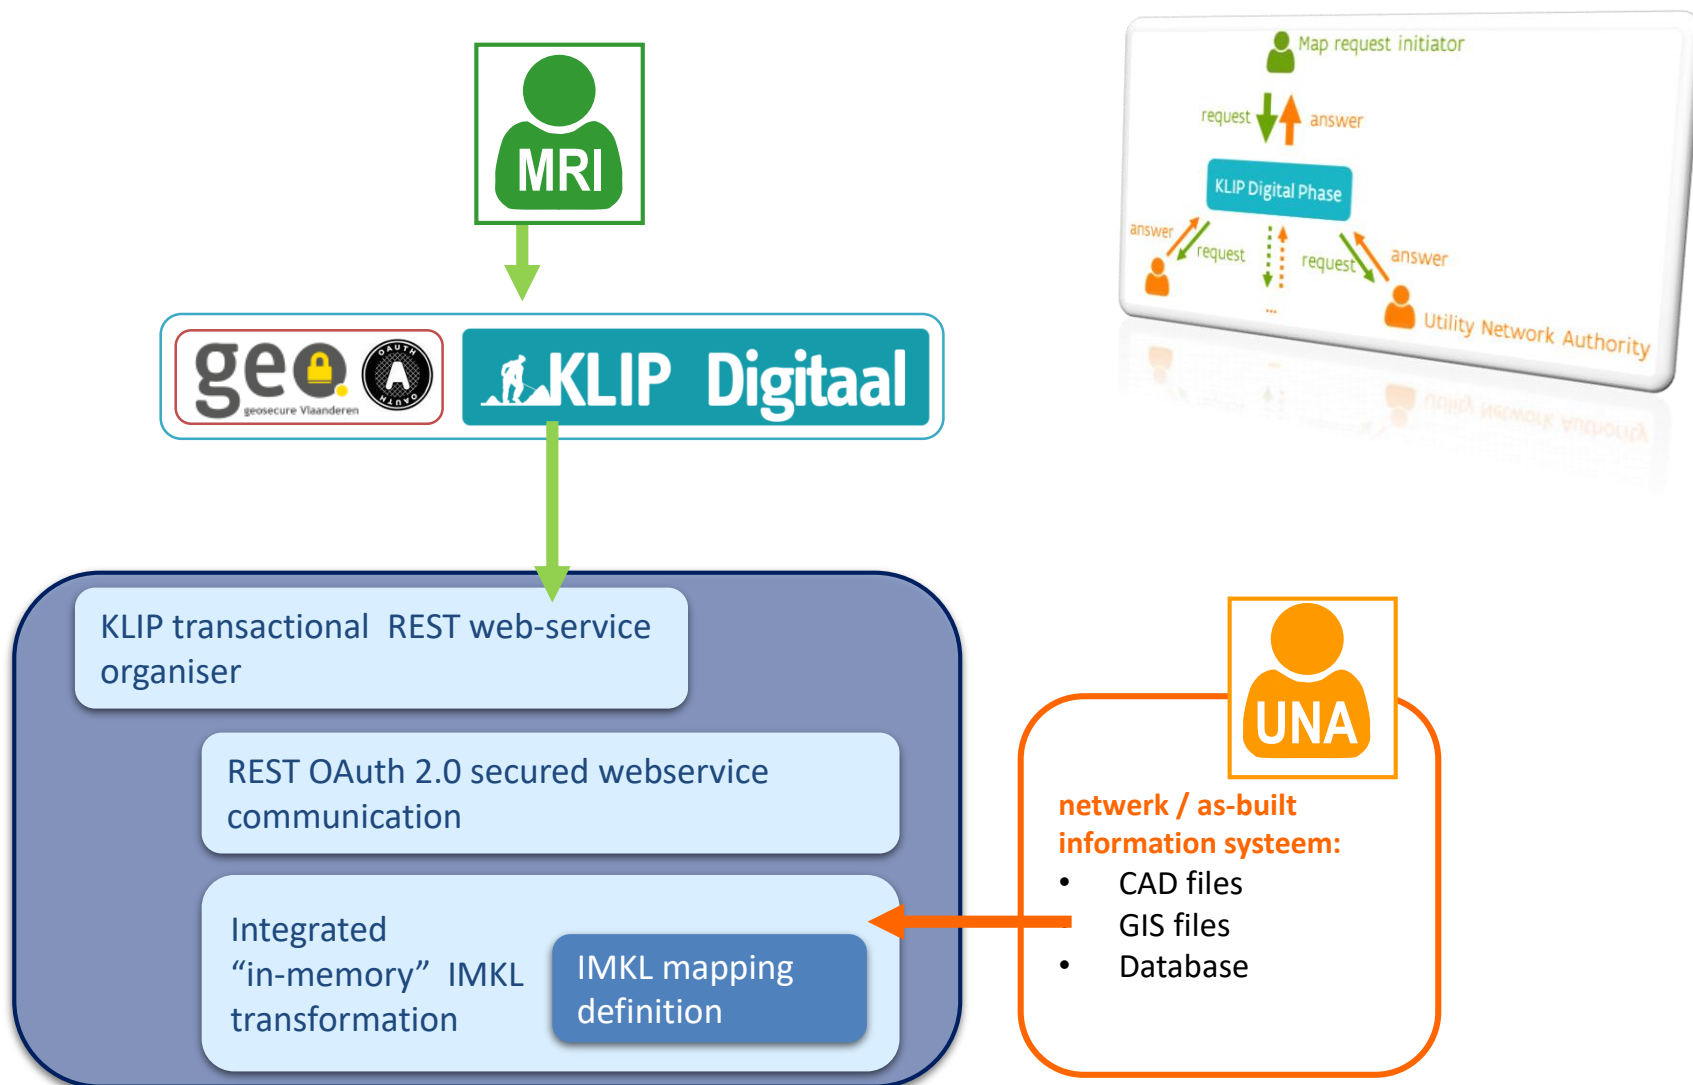 MRI
Map request initiator
request
answer
KLIP Digital Phase
answer
request
request
answer
...
Utility Network Authority
geo.
geosecure Vlaanderen
OAUTH
A
OAUTH
KLIP Digitaal
KLIP transactional REST web-service
organiser
REST OAuth 2.0 secured webservice
communication
Integrated
“in-memory” IMKL
transformation
IMKL mapping
definition
UNA
netwerk / as-built
information systeem:
• CAD files
• GIS files
• Database